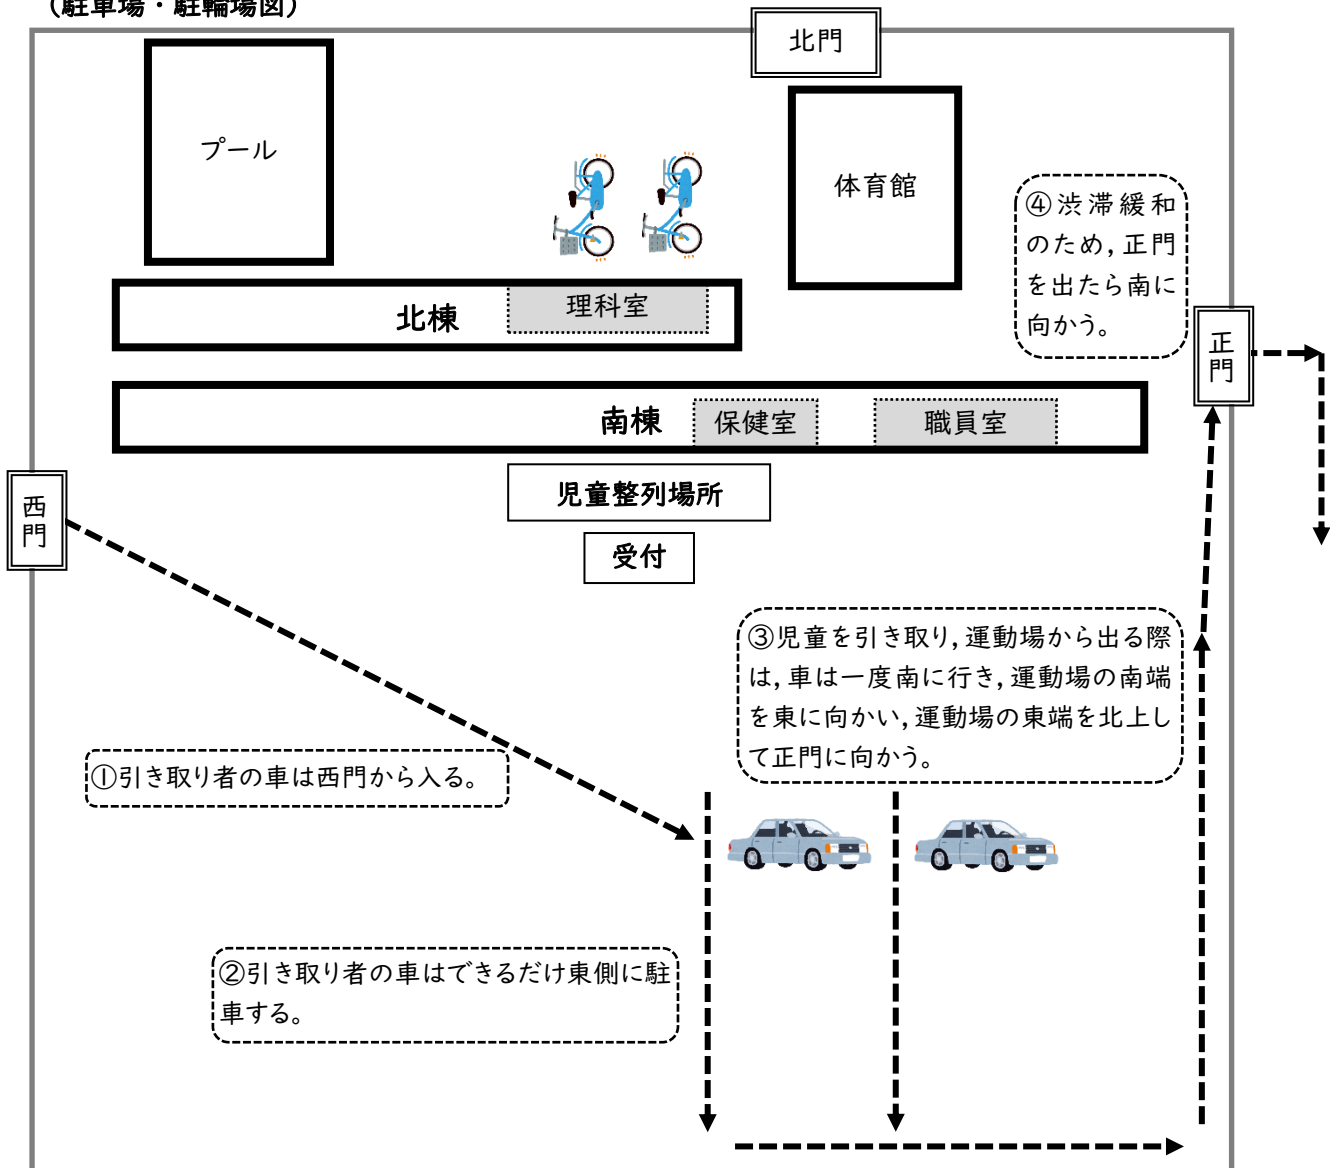 （駐車場・駐輪場図）
北門
プール
体育館
④渋滞緩和
のため,正門
を出たら南に
向かう。
理科室
北棟
正門
南棟
保健室
職員室
児童整列場所
西門
受付
③児童を引き取り,運動場から出る際
は,車は一度南に行き,運動場の南端
を東に向かい,運動場の東端を北上し
て正門に向かう。
①引き取り者の車は西門から入る。
②引き取り者の車はできるだけ東側に駐
車する。